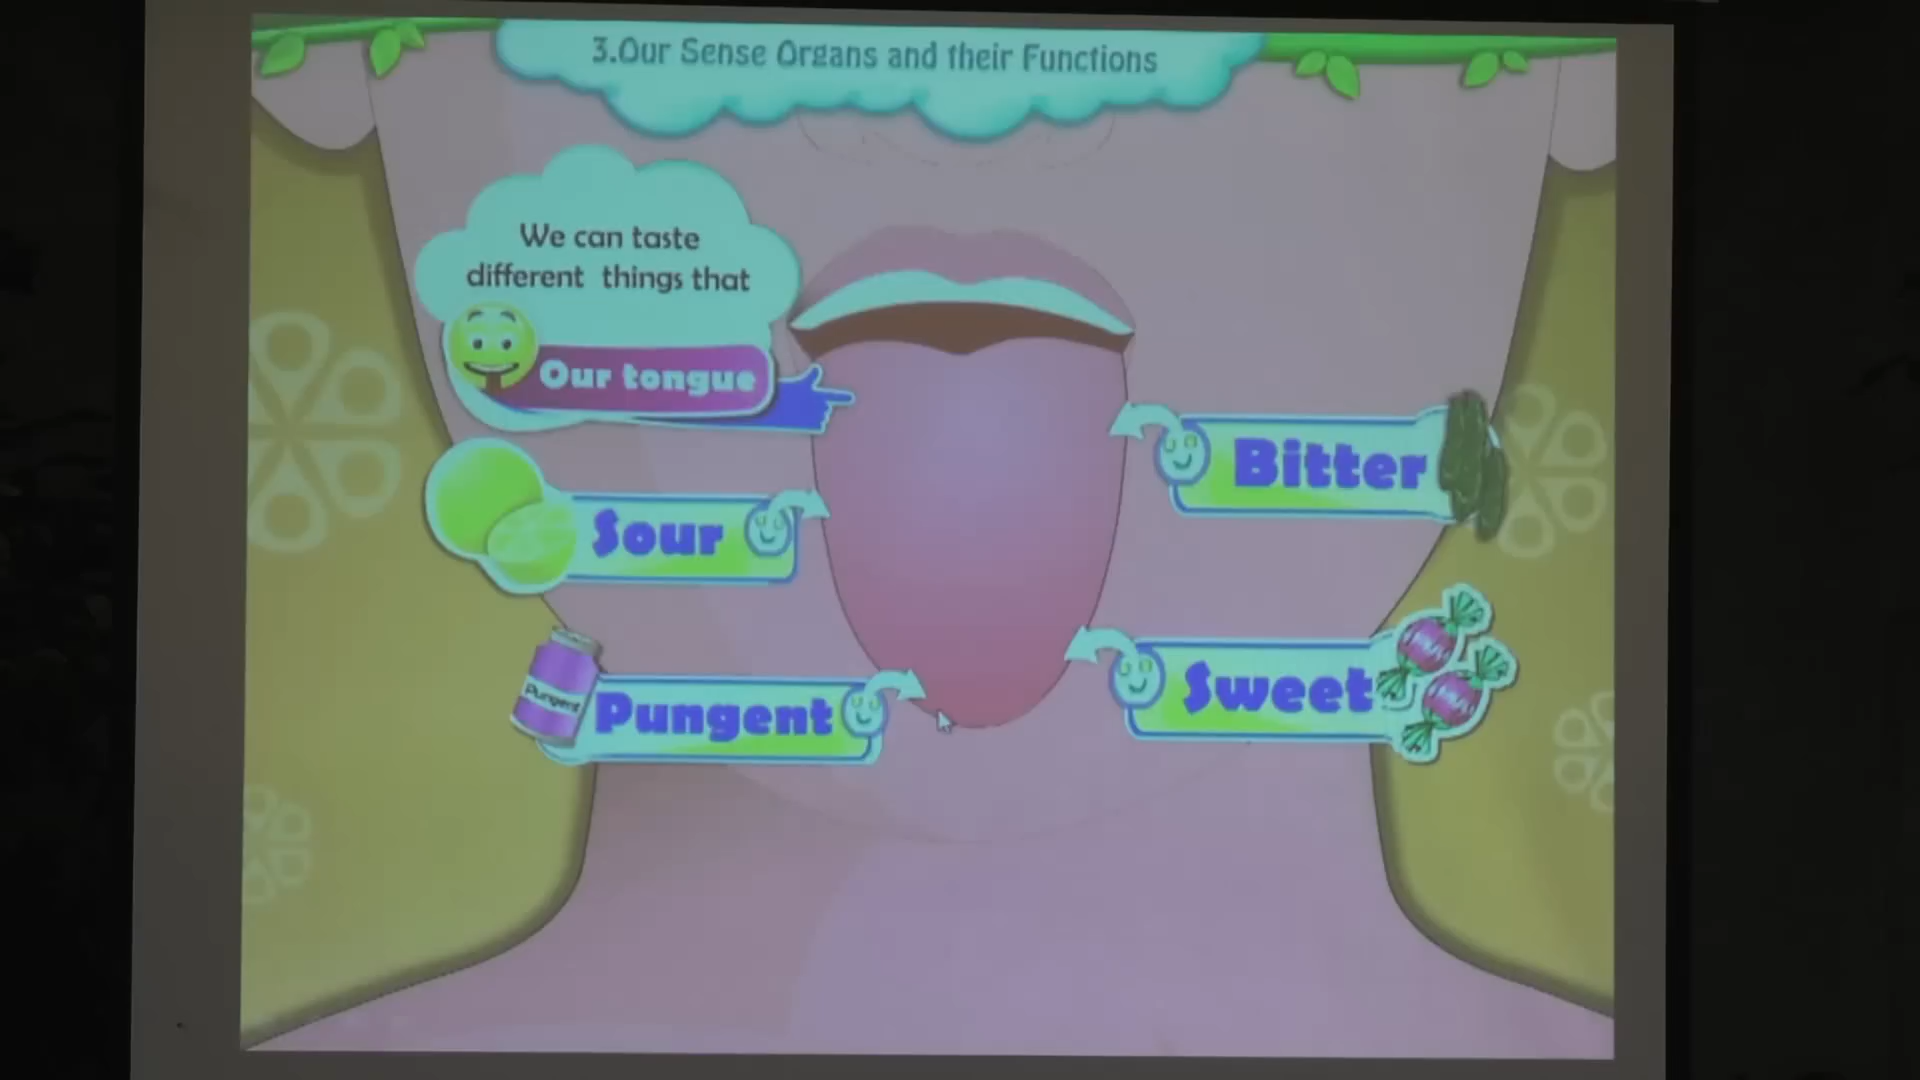 3.Our Sense Organs and their Functions
We can taste
different things that
Our tongue
Bitter
Sour
Sweet
Pungent
Pungent